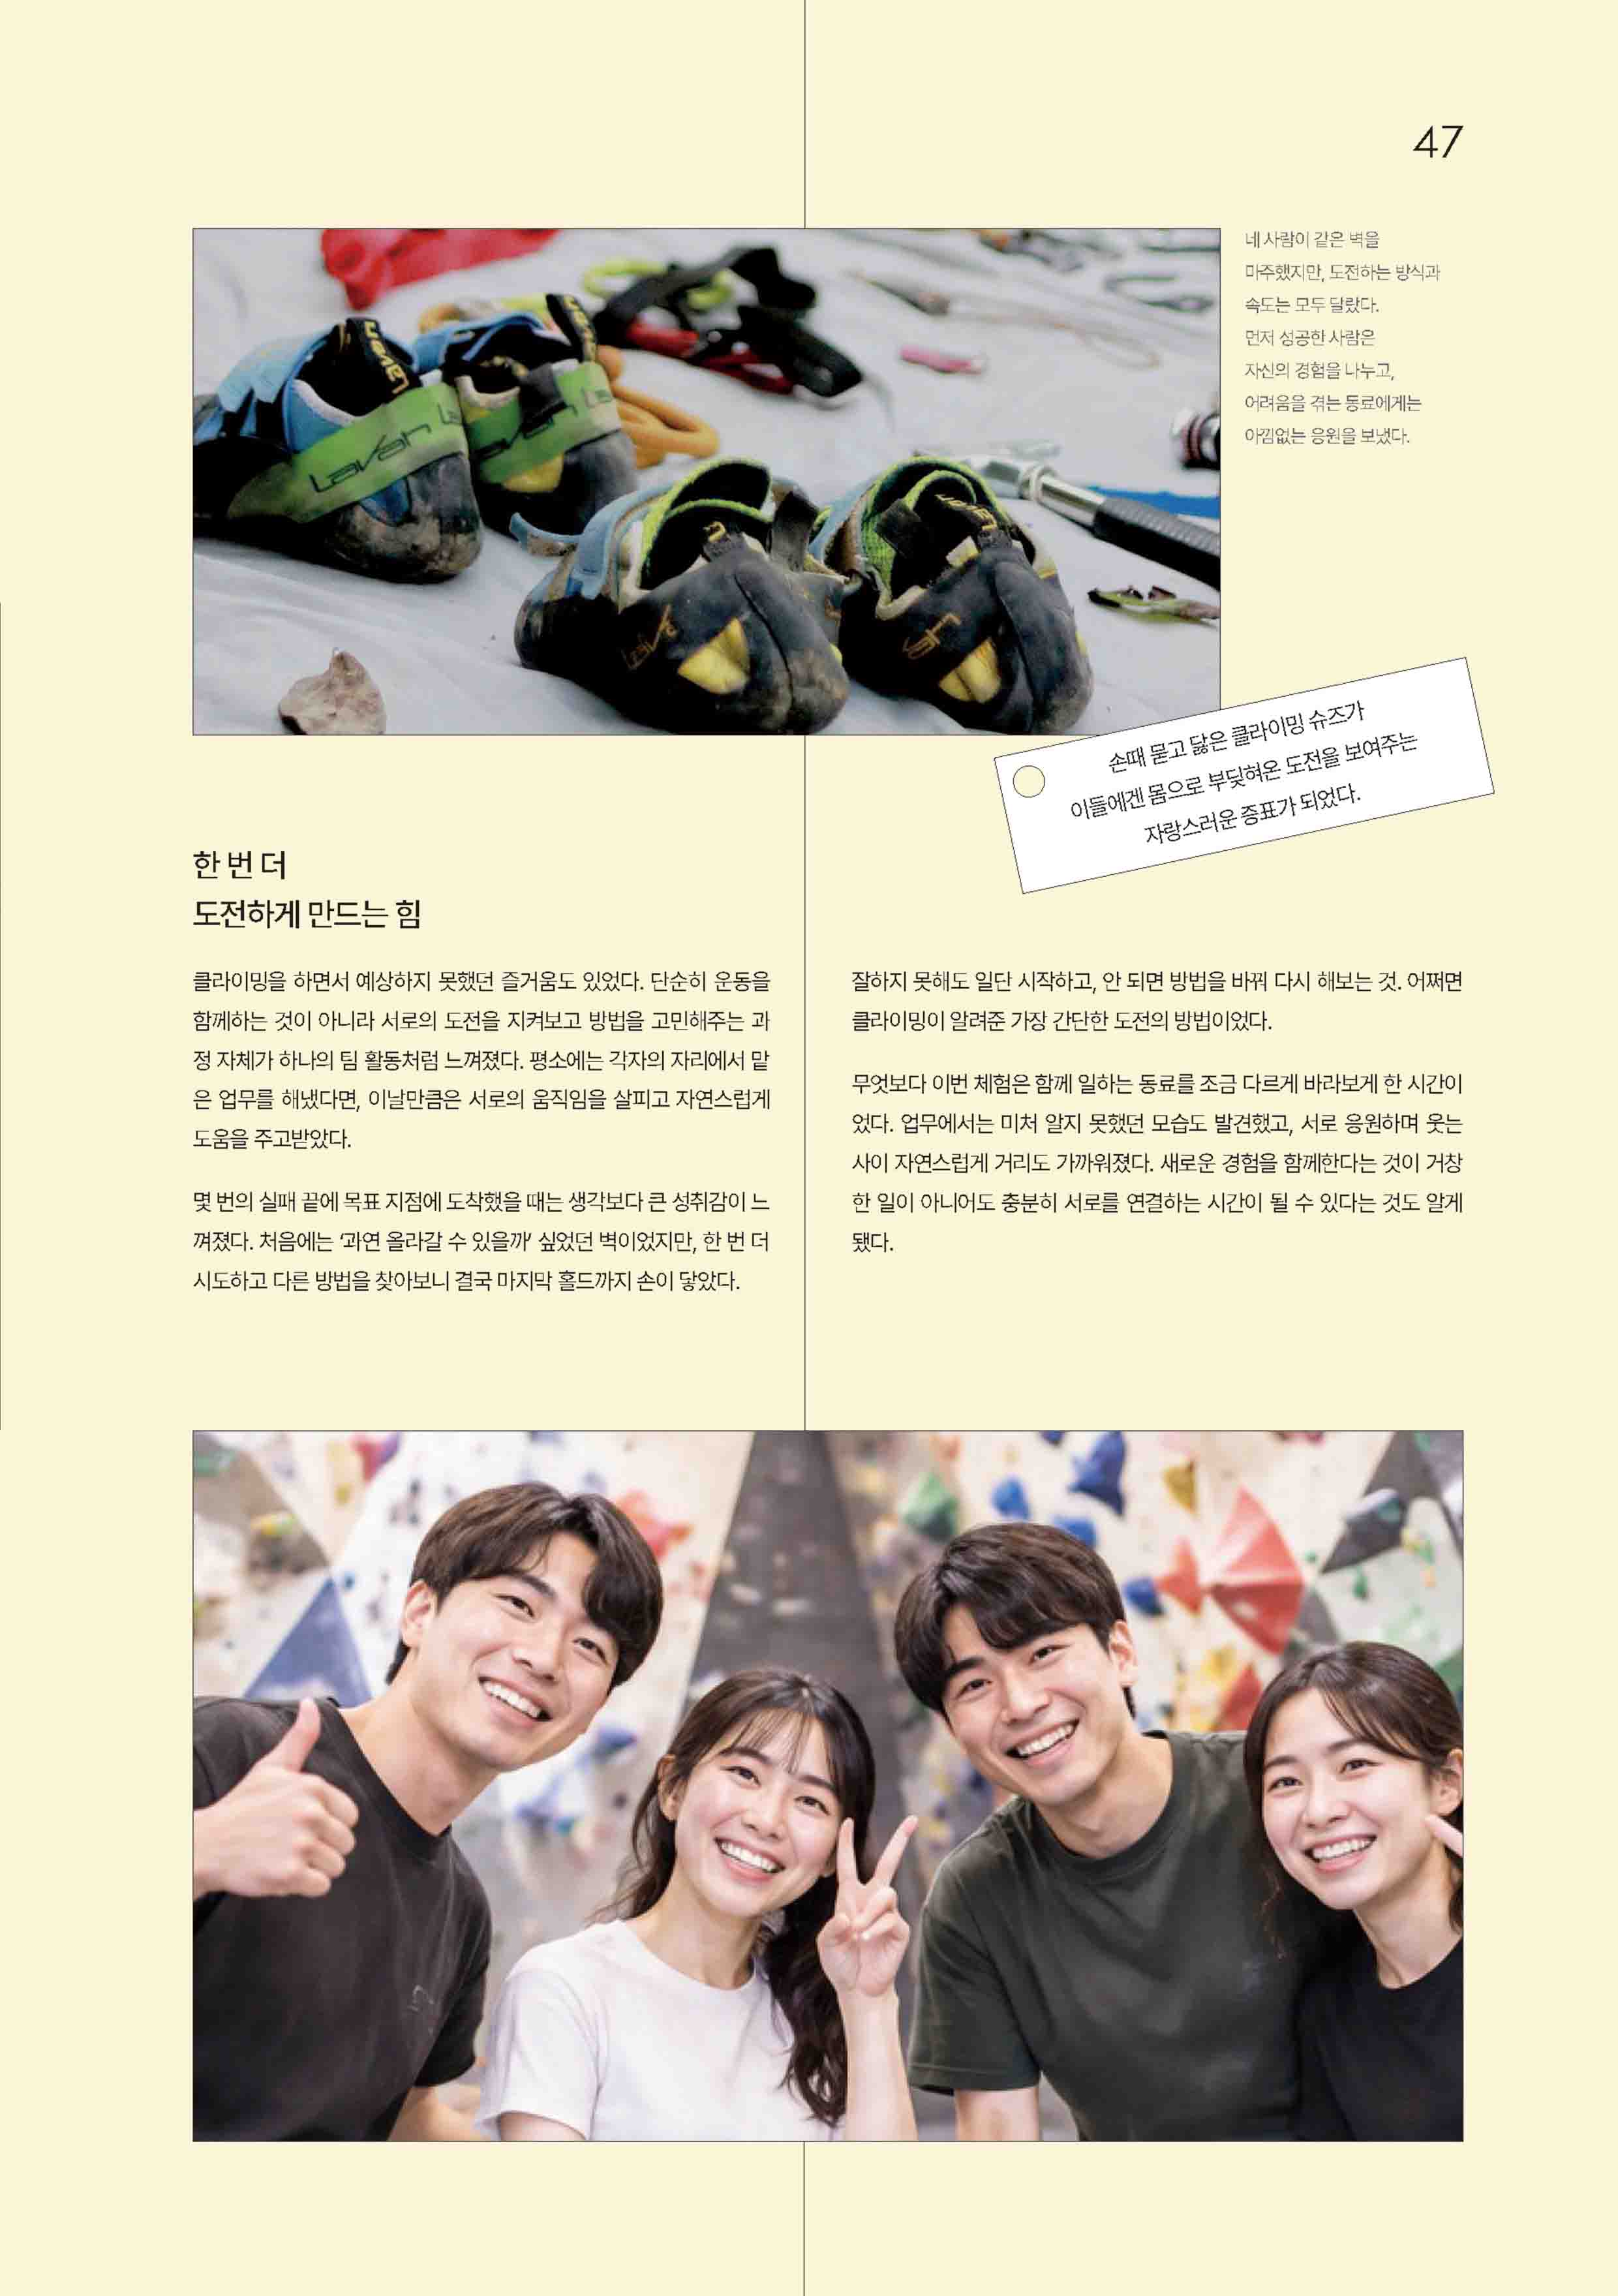 47
네 사람이 같은 벽을
마주했지만, 도전하는 방식과
속도는 모두 달랐다.
먼저 성공한 사람은
자신의 경험을 나누고,
어려움을 겪는 동료에게는
아낌없는 응원을 보냈다.
Lavan
손때 묻고 닳은 클라이밍 슈즈가
이들에겐 몸으로 부딪혀온 도전을 보여주는
자랑스러운 증표가 되었다.
한 번 더
도전하게 만드는 힘
클라이밍을 하면서 예상하지 못했던 즐거움도 있었다. 단순히 운동을
함께하는 것이 아니라 서로의 도전을 지켜보고 방법을 고민해주는 과
정 자체가 하나의 팀 활동처럼 느껴졌다. 평소에는 각자의 자리에서 맡
은 업무를 해냈다면, 이날만큼은 서로의 움직임을 살피고 자연스럽게
도움을 주고받았다.
몇 번의 실패 끝에 목표 지점에 도착했을 때는 생각보다 큰 성취감이 느
껴졌다. 처음에는 ‘과연 올라갈 수 있을까’ 싶었던 벽이었지만, 한 번 더
시도하고 다른 방법을 찾아보니 결국 마지막 홀드까지 손이 닿았다.
잘하지 못해도 일단 시작하고, 안 되면 방법을 바꿔 다시 해보는 것. 어쩌면
클라이밍이 알려준 가장 간단한 도전의 방법이었다.
무엇보다 이번 체험은 함께 일하는 동료를 조금 다르게 바라보게 한 시간이
었다. 업무에서는 미처 알지 못했던 모습도 발견했고, 서로 응원하며 웃는
사이 자연스럽게 거리도 가까워졌다. 새로운 경험을 함께한다는 것이 거창
한 일이 아니어도 충분히 서로를 연결하는 시간이 될 수 있다는 것도 알게
됐다.